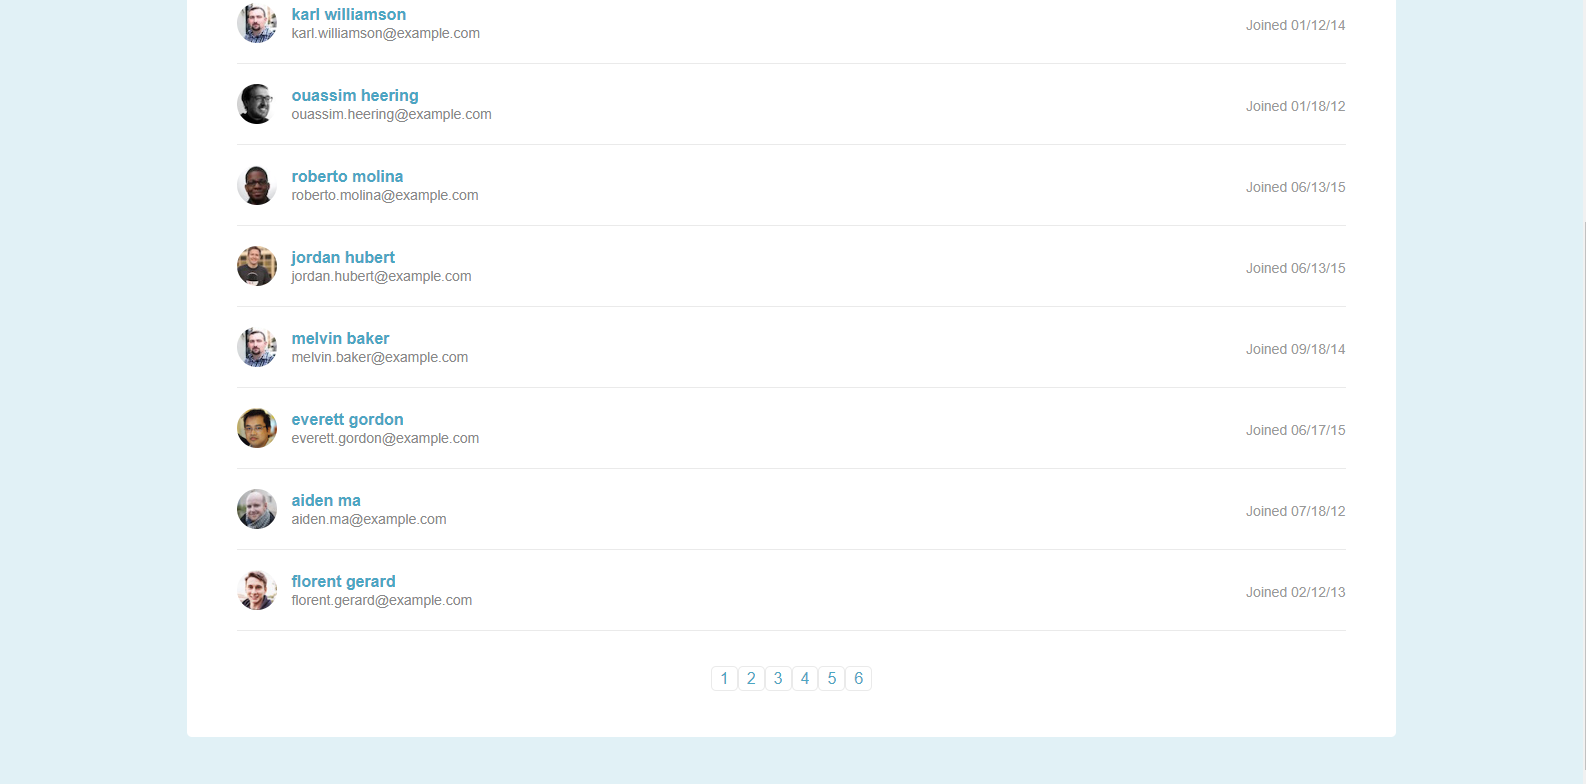 karl williamson
karl.williamson@example.com
Joined 01/12/14
ouassim heering
ouassim.heering@example.com
Joined 01/18/12
roberto molina
roberto.molina@example.com
Joined 06/13/15
jordan hubert
jordan.hubert@example.com
Joined 06/13/15
melvin baker
melvin.baker@example.com
Joined 09/18/14
everett gordon
everett.gordon@example.com
Joined 06/17/15
aiden ma
aiden.ma@example.com
Joined 07/18/12
florent gerard
florent.gerard@example.com
Joined 02/12/13
1 2 3 4 5 6